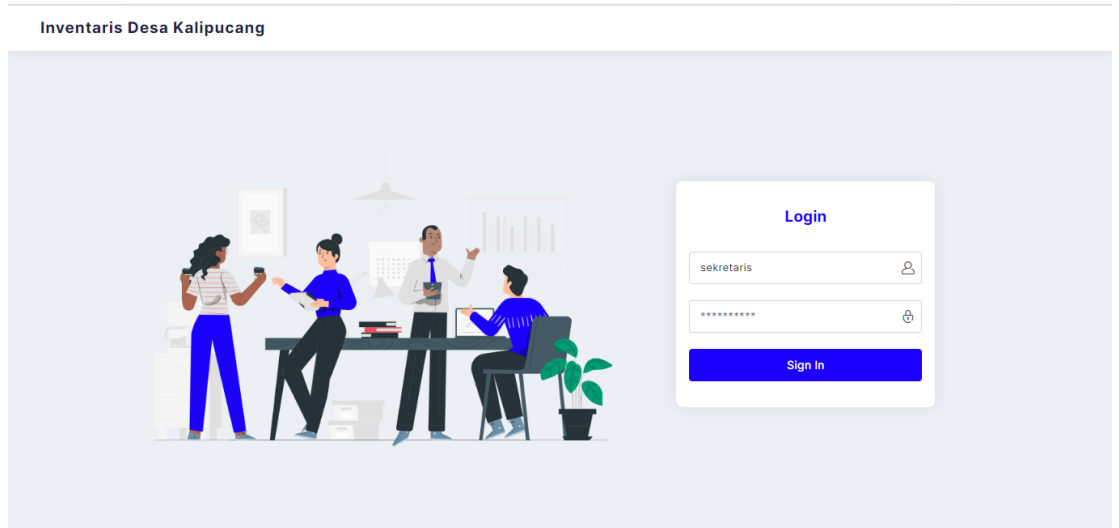 Inventaris Desa Kalipucang
Login
sekretaris
**********
Sign In